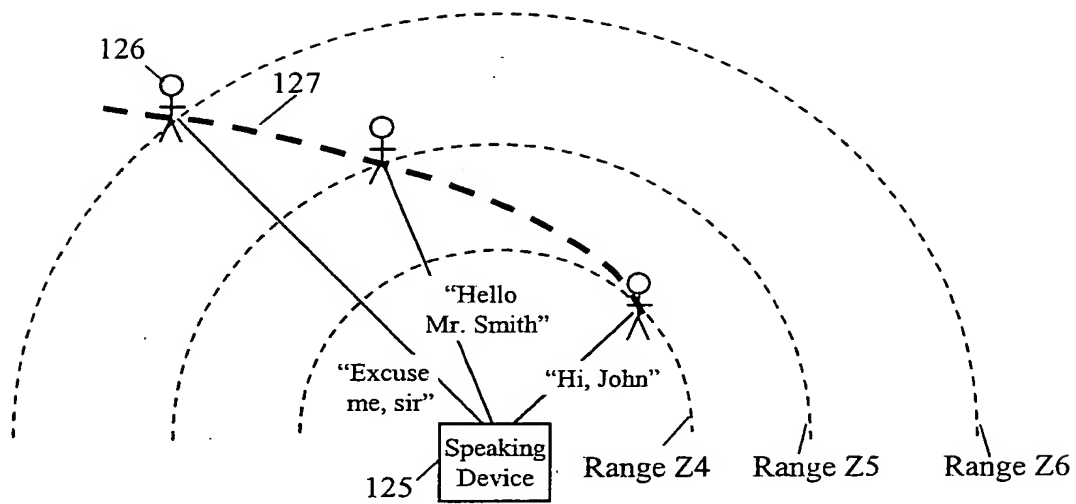 126
127
“Hello
Mr. Smith”
“Excuse
me, sir”
“Hi, John”
Speaking
Device
125
Range Z4
Range Z5
Range Z6